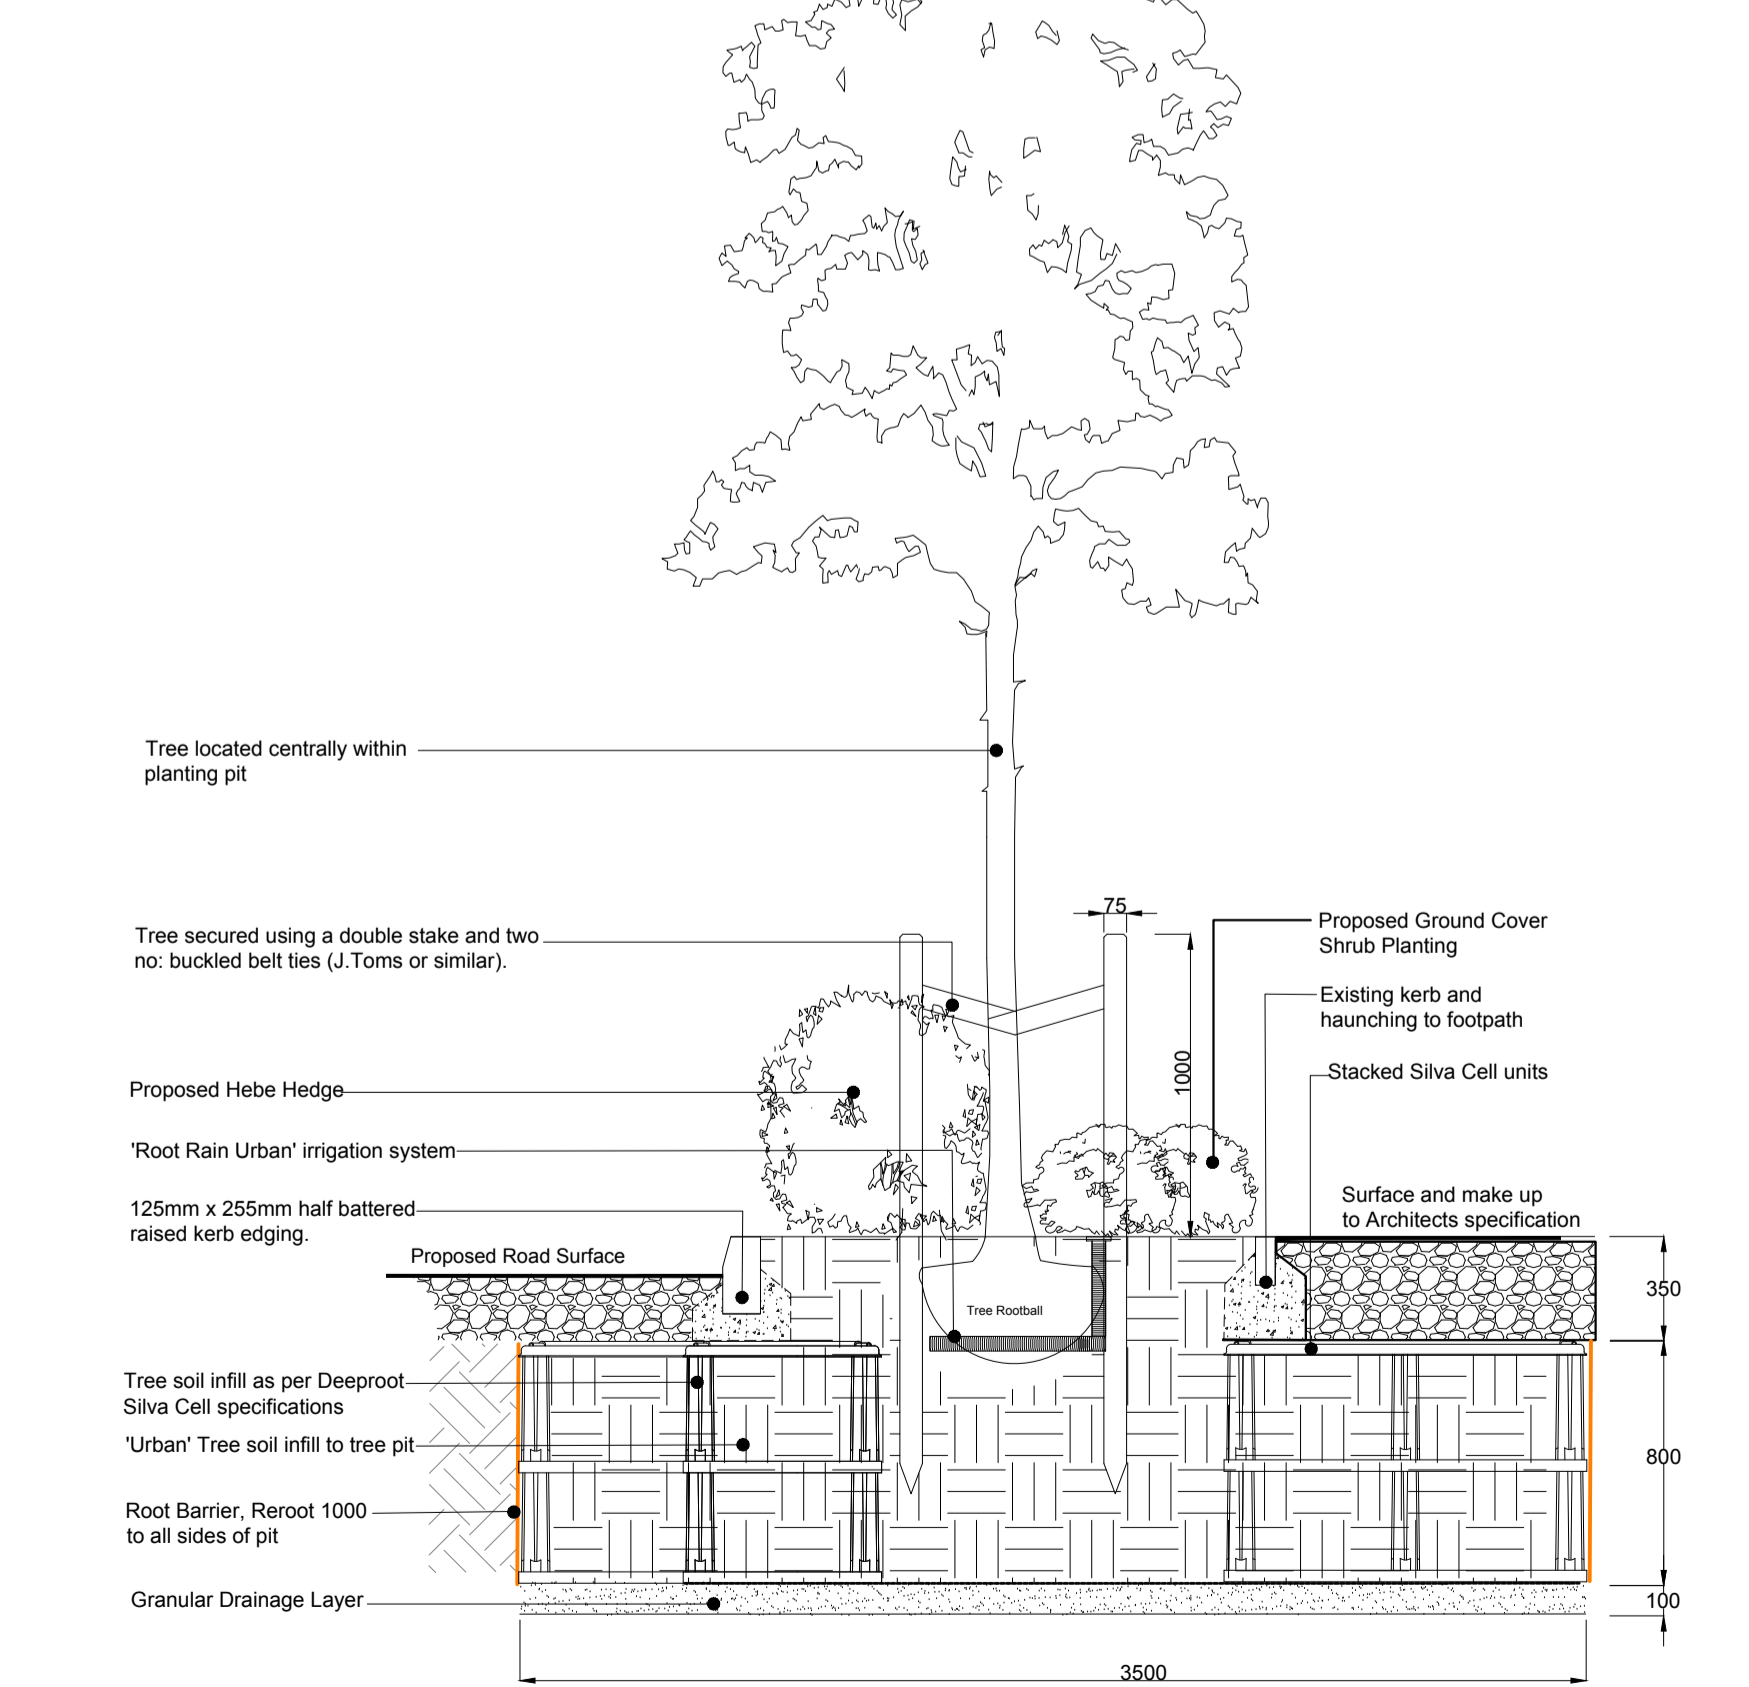 Tree located centrally within
planting pit
Tree secured using a double stake and two
no: buckled belt ties (J.Toms or similar).
Proposed Hebe Hedge
'Root Rain Urban' irrigation system
125mm x 255mm half battered
raised kerb edging.
Proposed Road Surface
Tree soil infill as per Deeproot
Silva Cell specifications
'Urban' Tree soil infill to tree pit
Root Barrier, Reroot 1000
to all sides of pit
Granular Drainage Layer
75
1000
Tree Rootball
Proposed Ground Cover
Shrub Planting
Existing kerb and
haunching to footpath
Stacked Silva Cell units
Surface and make up
to Architects specification
350
800
100
3500